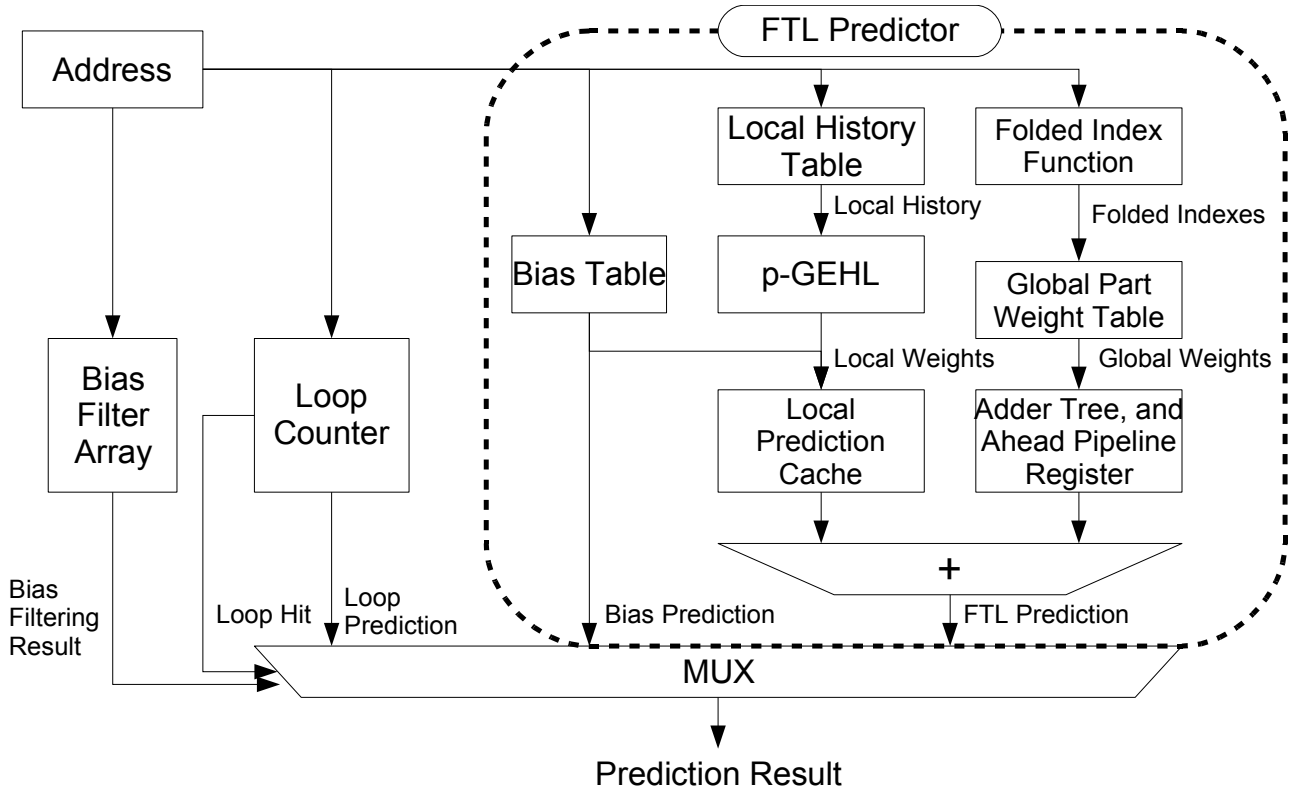 FTL Predictor
Address
Local History
Table
Folded Index
Function
Local History
Folded Indexes
Bias Table
p-GEHL
Global Part
Weight Table
Bias
Filter
Array
Loop
Counter
Local Weights
Global Weights
Local
Prediction
Cache
Adder Tree, and
Ahead Pipeline
Register
+
Bias
Filtering
Result
Loop Hit
Loop
Prediction
Bias Prediction
FTL Prediction
MUX
Prediction Result